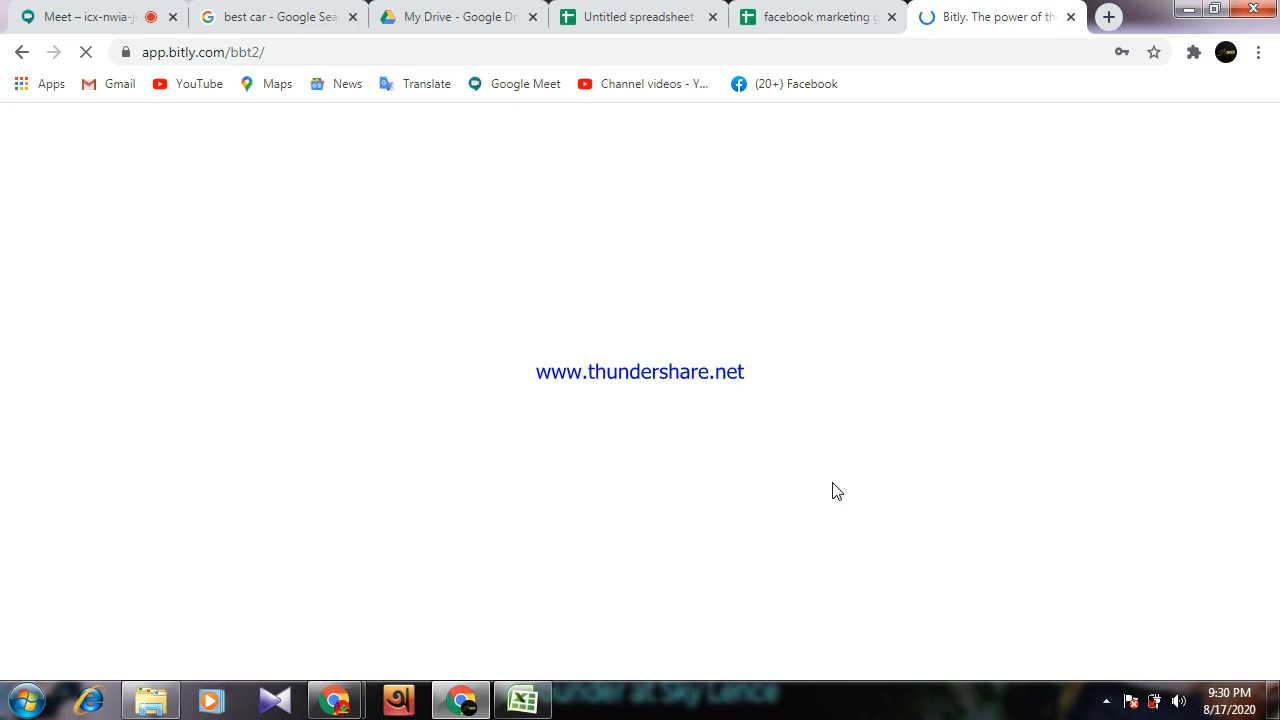 Meet – icx-nwia-j
best car - Google Sea
My Drive - Google Dr
Untitled spreadsheet
facebook marketing g
Bitly. The power of th
app.bitly.com/bbt2/
Apps
Gmail
YouTube
Maps
News
Translate
Google Meet
Channel videos - Y...
(20+) Facebook
www.thundershare.net
9:30 PM
8/17/2020